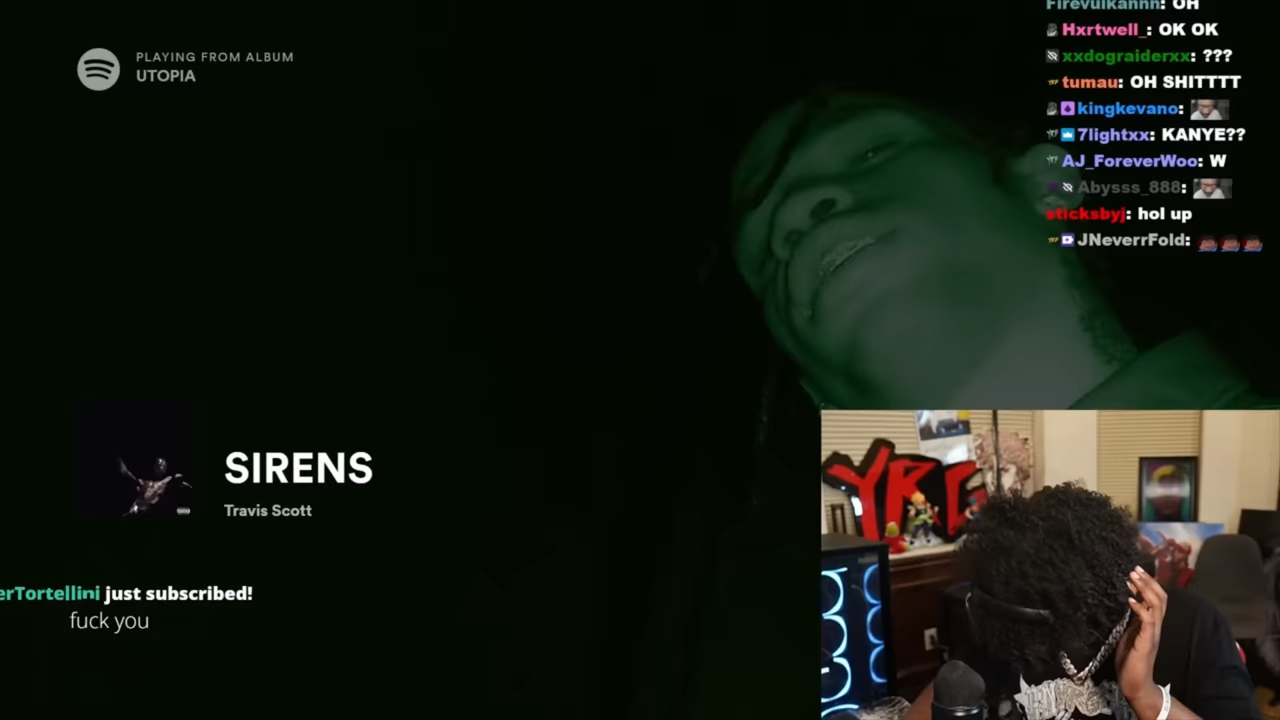 PLAYING FROM ALBUM
UTOPIA
SIRENS
Travis Scott
erTortellini just subscribed!
fuck you
Firevulkannn: OH
Hxrtwell_: OK OK
xxdograiderxx: ???
tumau: OH SHITTTT
kingkevano:
7lightxx: KANYE??
AJ_ForeverWoo: W
Abysss_888:
sticksbyj: hol up
JNeverrFold:
YRG